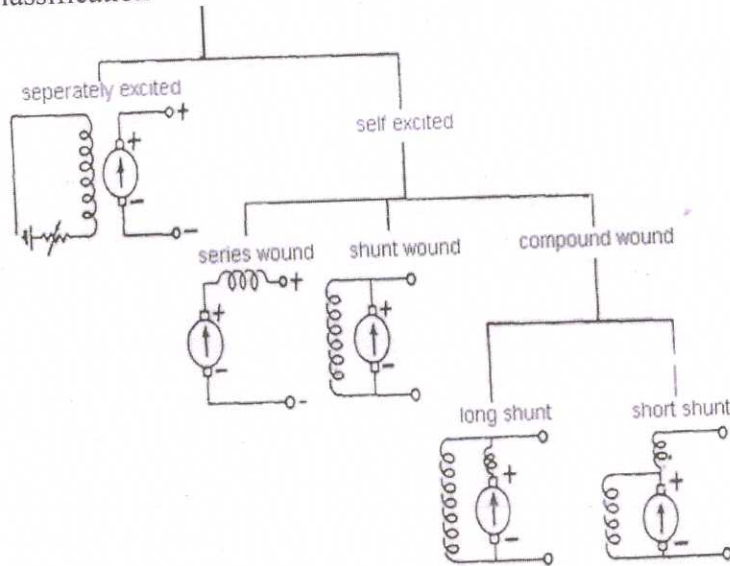 seperately excited
+
+
-
-
self excited
series wound
shunt wound
compound wound
+
+
-
-
+
-
long shunt
short shunt
+
-
+
-